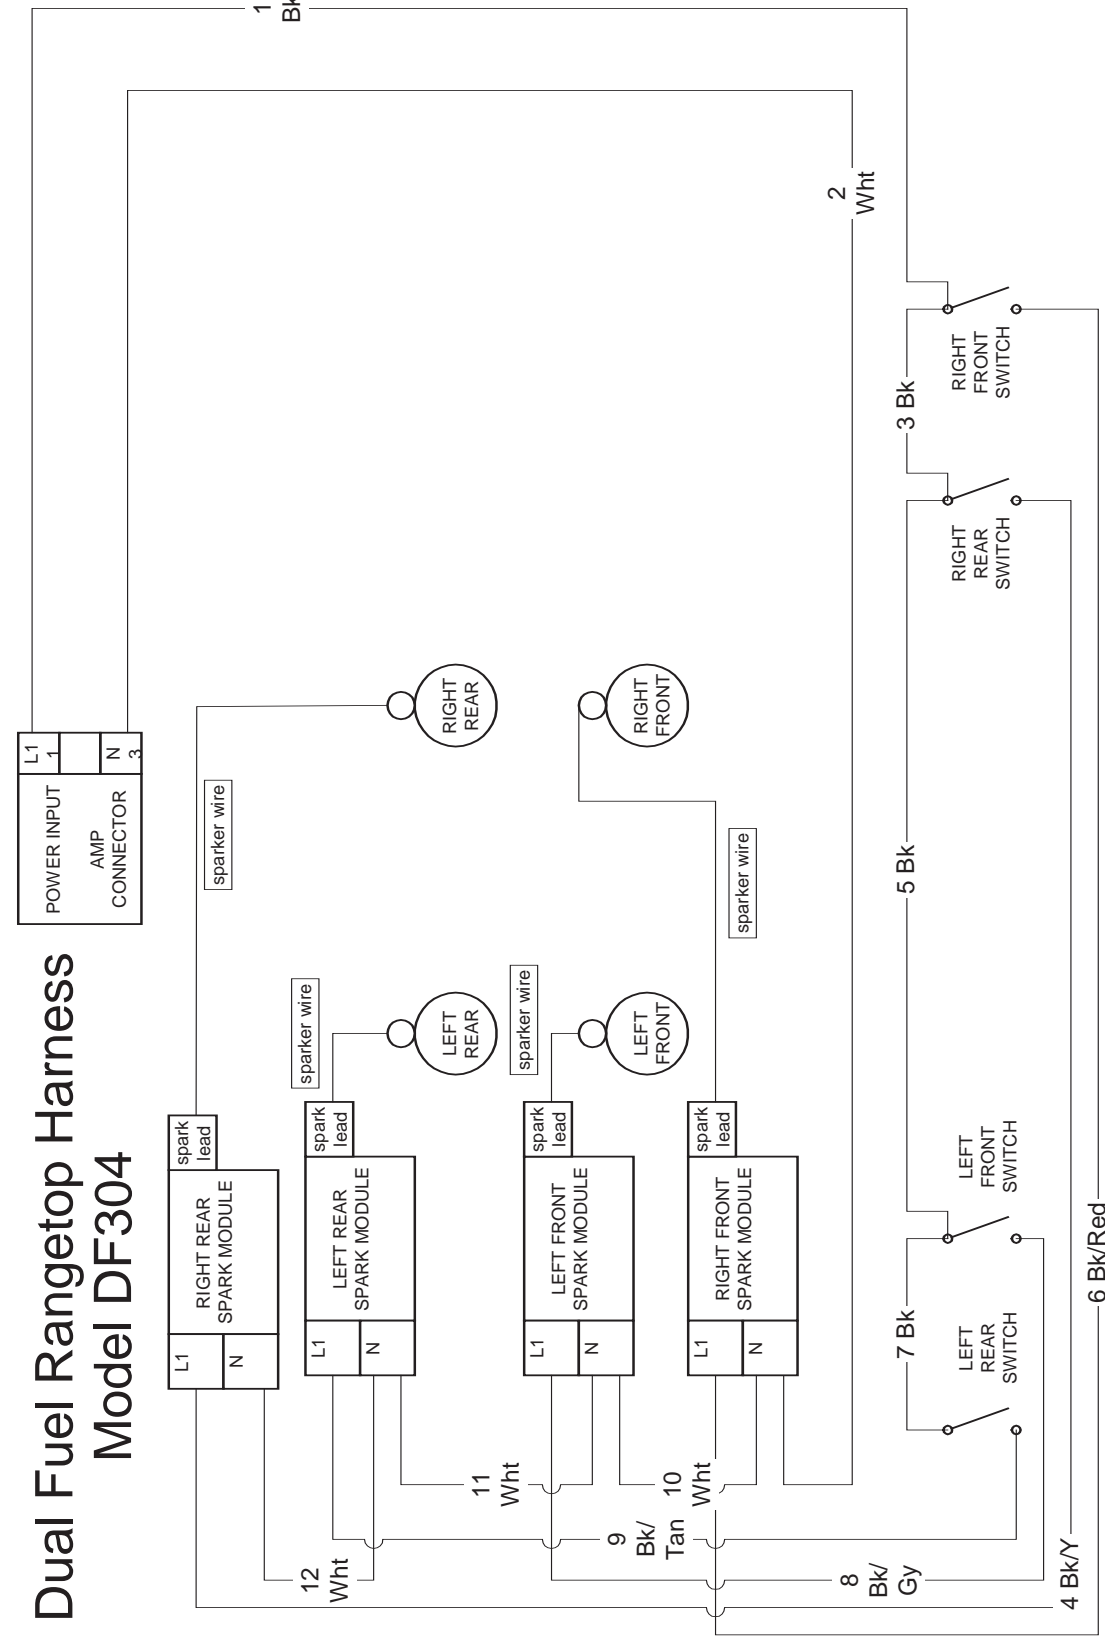 Dual Fuel Rangetop Harness
Model DF304
POWER INPUT
AMP
CONNECTOR
L1
1
N
3
1
Bk
2
Wht
RIGHT REAR
SPARK MODULE
spark
lead
L1
N
sparker wire
RIGHT
REAR
LEFT REAR
SPARK MODULE
spark
lead
L1
N
sparker wire
LEFT
REAR
LEFT FRONT
SPARK MODULE
spark
lead
L1
N
sparker wire
LEFT
FRONT
RIGHT FRONT
SPARK MODULE
spark
lead
L1
N
sparker wire
RIGHT
FRONT
12
Wht
11
Wht
10
Wht
9
Bk/
Tan
8
Bk/
Gy
7 Bk
5 Bk
3 Bk
LEFT
REAR
SWITCH
LEFT
FRONT
SWITCH
RIGHT
REAR
SWITCH
RIGHT
FRONT
SWITCH
4 Bk/Y
6 Bk/Red